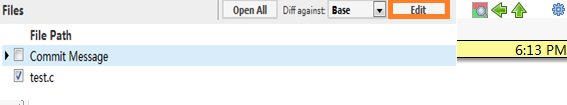 Files Open All Diff against: Base Edit
File Path
Commit Message 6:13 PM
test.c